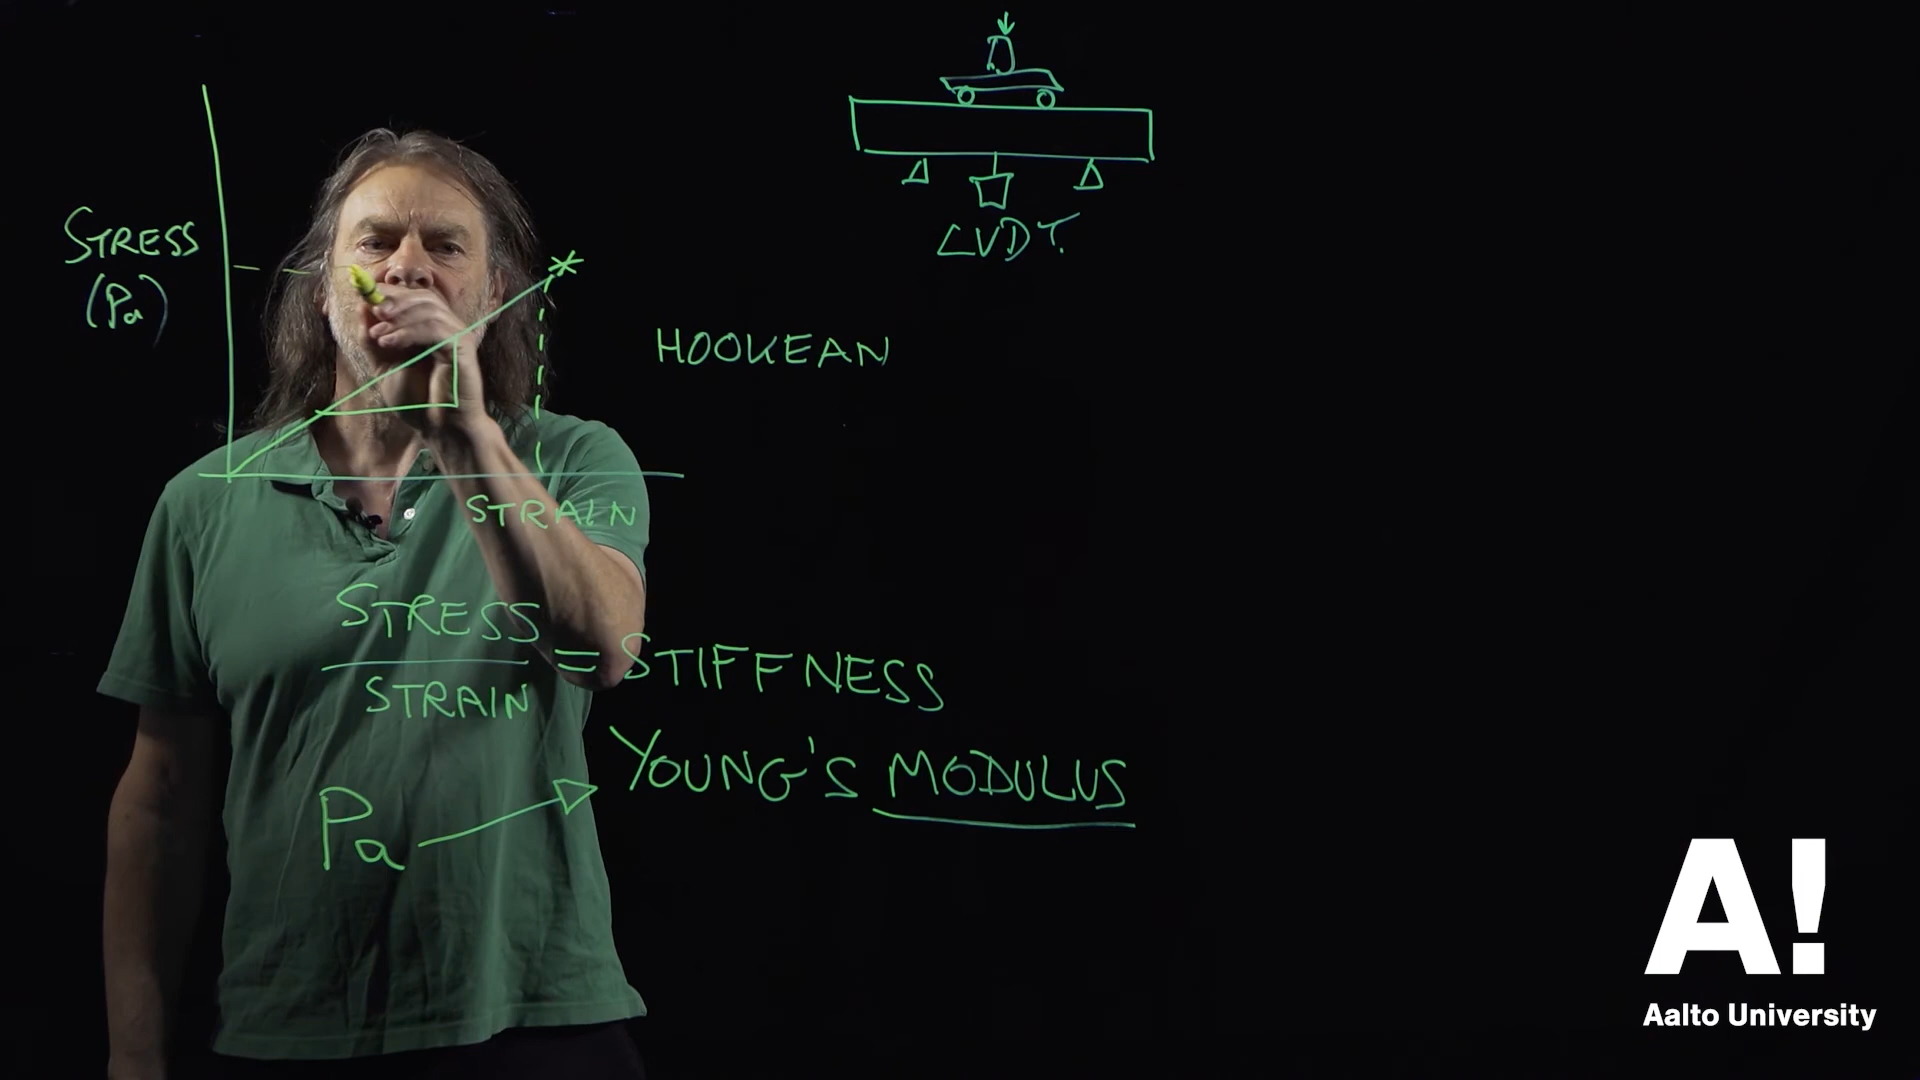 LVDT.
STRESS
(Pa)
HOOKEAN
STRAIN
STRESS
STRAIN
= STIFFNESS
YOUNG'S MODULUS
Pa
A!
Aalto University